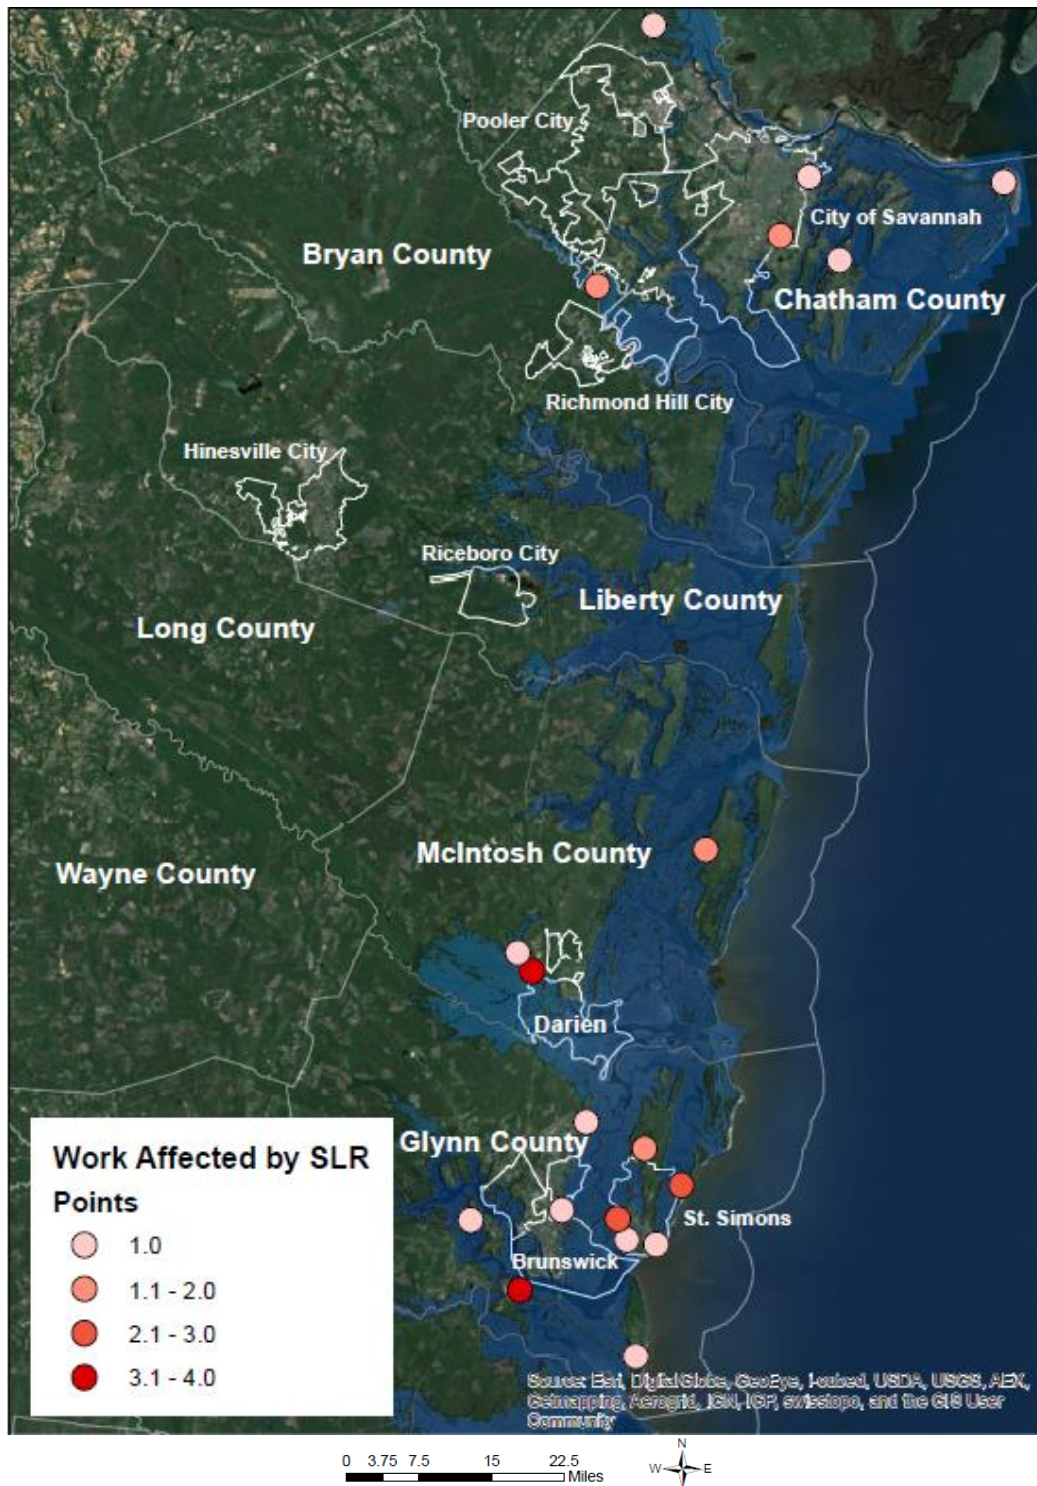 Pooler City
City of Savannah
Bryan County
Chatham County
Richmond Hill City
Hinesville City
Riceboro City
Liberty County
Long County
McIntosh County
Wayne County
Darien
Glynn County
St. Simons
Brunswick
Work Affected by SLR
Points
1.0
1.1 - 2.0
2.1 - 3.0
3.1 - 4.0
Source: Esri, DigitalGlobe, GeoEye, i-cubed, USDA, USGS, AEX,
Getmapping, Aerogrid, IGN, IGP, swisstopo, and the GIS User
Community
0 3.75 7.5 15 22.5
Miles
N
W E
S